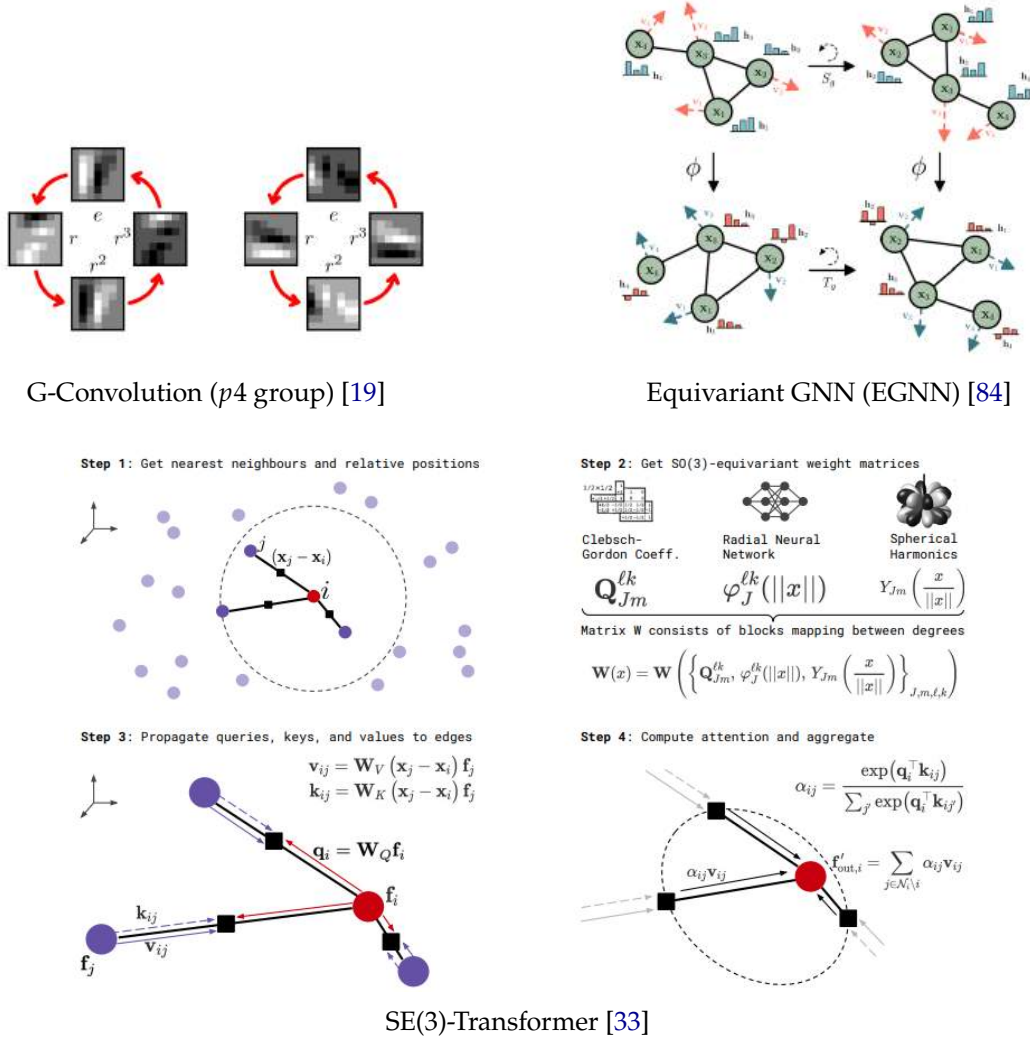 e
r
r³
r²
e
r
r³
r²
G-Convolution (p4 group) [19]
S_g
ϕ
ϕ
T_g
Equivariant GNN (EGNN) [84]
Step 1: Get nearest neighbours and relative positions
j
(x_j − x_i)
i
Step 2: Get SO(3)-equivariant weight matrices
Clebsch-
Gordon Coeff.
Radial Neural
Network
Spherical
Harmonics
Q_{Jm}^{ℓk}
φ_J^{ℓk}(||x||)
Y_{Jm}(x/||x||)
Matrix W consists of blocks mapping between degrees
W(x) = W({Q_{Jm}^{ℓk}, φ_J^{ℓk}(||x||), Y_{Jm}(x/||x||)}_{J,m,ℓ,k})
Step 3: Propagate queries, keys, and values to edges
v_{ij} = W_V (x_j − x_i) f_j
k_{ij} = W_K (x_j − x_i) f_j
q_i = W_Q f_i
f_i
k_{ij}
v_{ij}
f_j
Step 4: Compute attention and aggregate
α_{ij} = exp(q_i^⊤ k_{ij}) / ∑_{j'} exp(q_i^⊤ k_{ij'})
f'_{out,i} = ∑_{j∈N_i\i} α_{ij} v_{ij}
α_{ij} v_{ij}
SE(3)-Transformer [33]